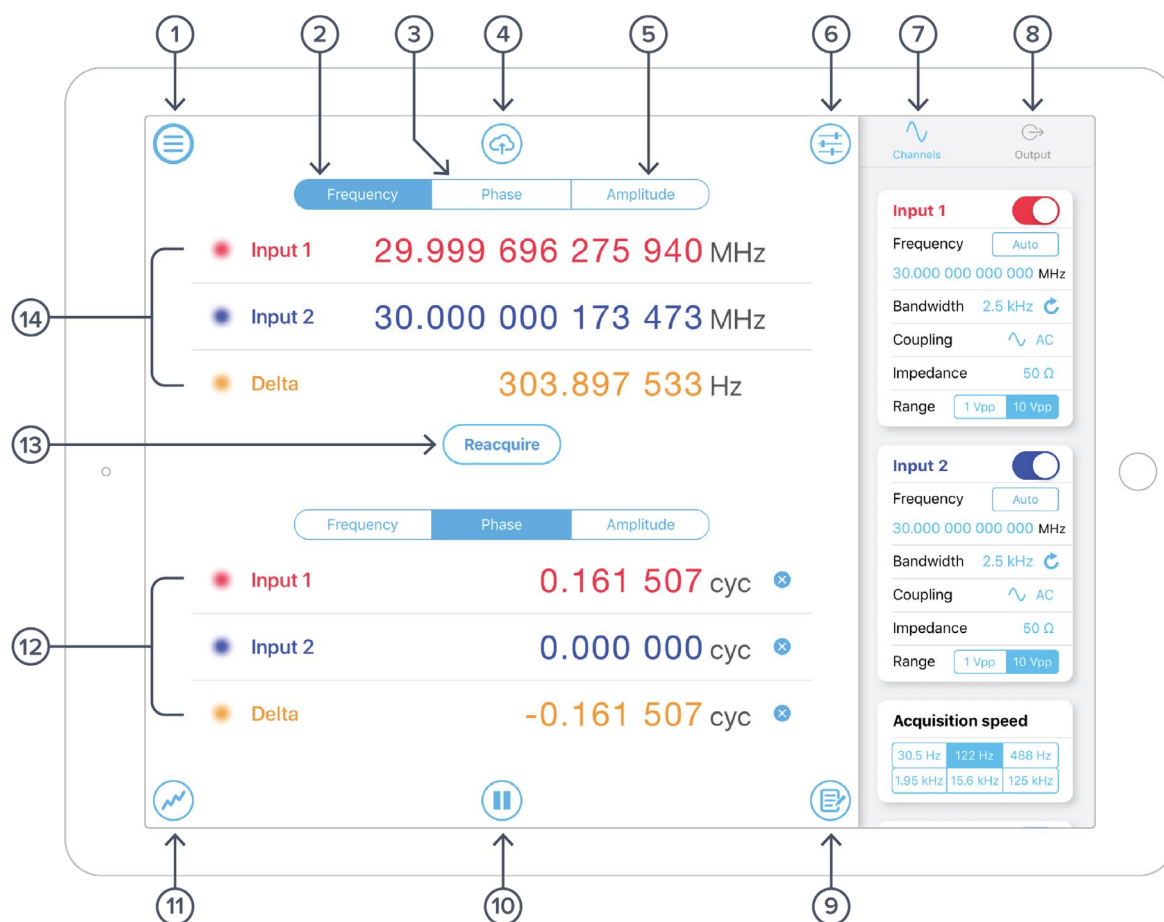 1 2 3 4 5 6 7 8
Channels Output
Frequency Phase Amplitude
Input 1 29.999 696 275 940 MHz
Input 2 30.000 000 173 473 MHz
Delta 303.897 533 Hz
14
13
Reacquire
Frequency Phase Amplitude
Input 1 0.161 507 cyc
Input 2 0.000 000 cyc
Delta -0.161 507 cyc
12
Input 1
Frequency Auto
30.000 000 000 000 MHz
Bandwidth 2.5 kHz
Coupling AC
Impedance 50 Ω
Range 1 Vpp 10 Vpp
Input 2
Frequency Auto
30.000 000 000 000 MHz
Bandwidth 2.5 kHz
Coupling AC
Impedance 50 Ω
Range 1 Vpp 10 Vpp
Acquisition speed
30.5 Hz 122 Hz 488 Hz
1.95 kHz 15.6 kHz 125 kHz
11 10 9